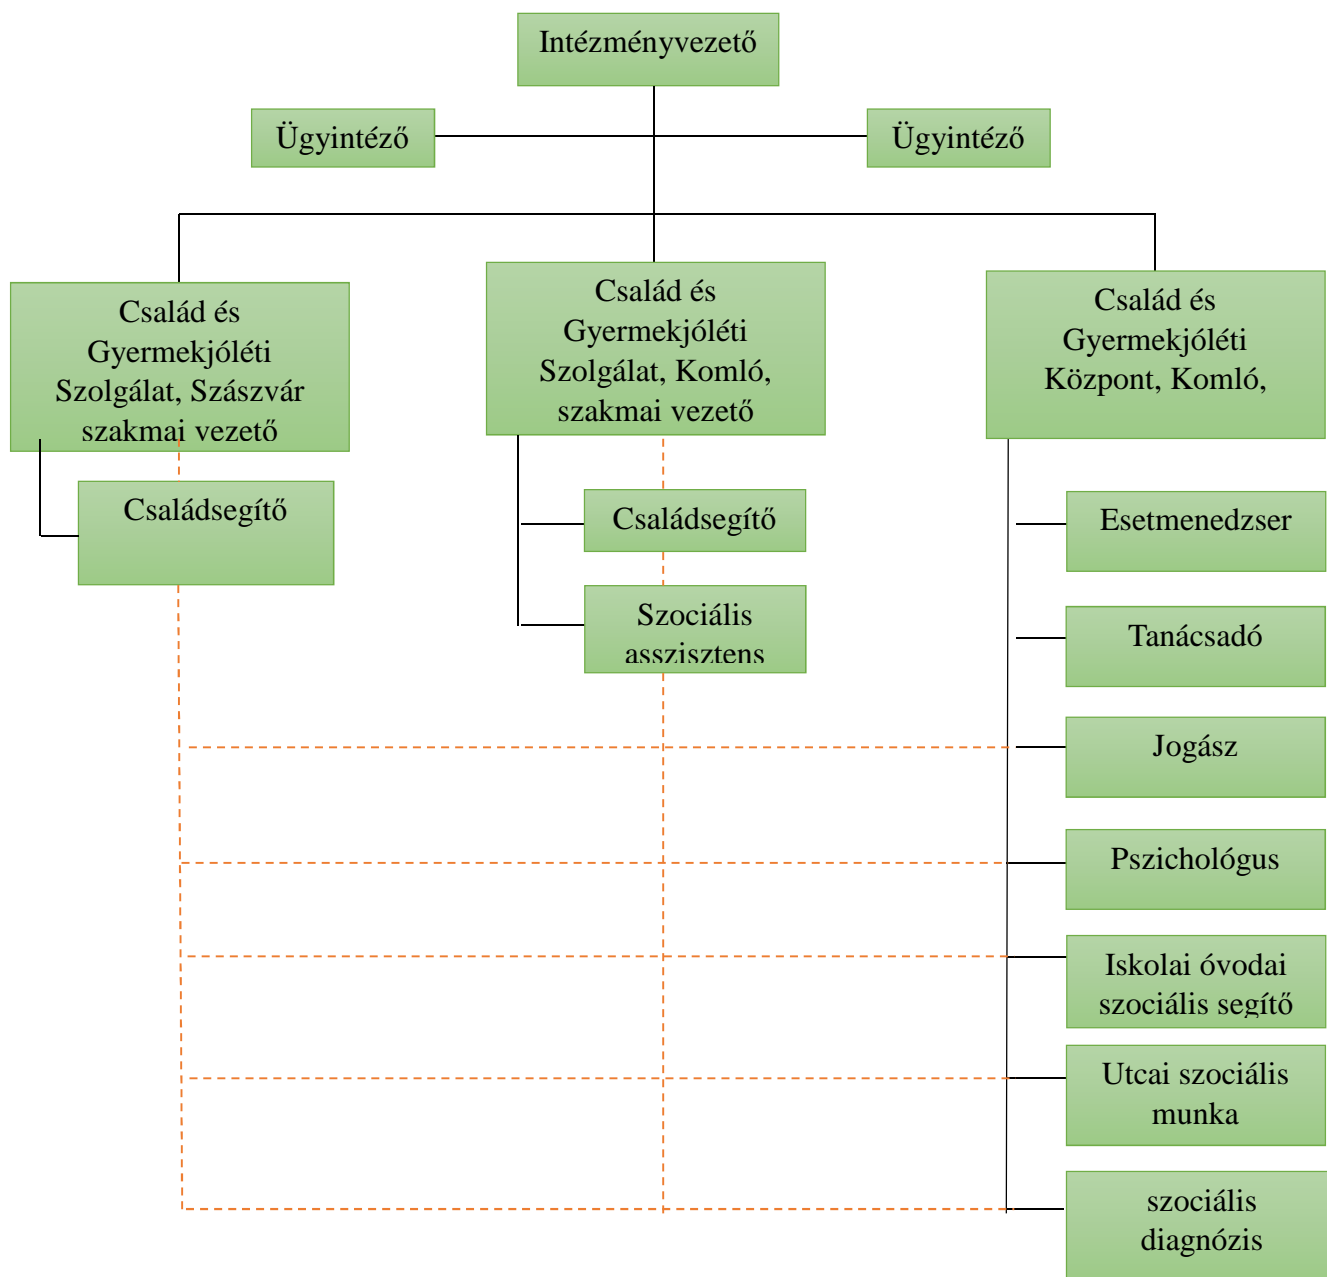 Intézményvezető
Ügyintéző
Ügyintéző
Család és
Gyermekjóléti
Szolgálat, Szászvár
szakmai vezető
Családsegítő
Család és
Gyermekjóléti
Szolgálat, Komló,
szakmai vezető
Családsegítő
Szociális
asszisztens
Család és
Gyermekjóléti
Központ, Komló,
Esetmenedzser
Tanácsadó
Jogász
Pszichológus
Iskolai óvodai
szociális segítő
Utcai szociális
munka
szociális
diagnózis